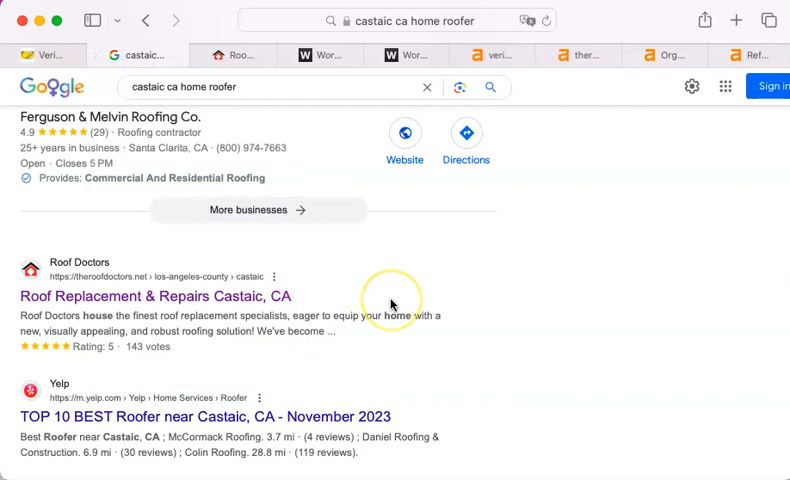 castaic ca home roofer
Veri...
castaic...
Roo...
Wor...
Wor...
veri...
ther...
Org...
Ref...
Google
castaic ca home roofer
Sign in
Ferguson & Melvin Roofing Co.
4.9 ★★★★★ (29) · Roofing contractor
25+ years in business · Santa Clarita, CA · (800) 974-7663
Open · Closes 5 PM
Provides: Commercial And Residential Roofing
Website
Directions
More businesses →
Roof Doctors
https://theroofdoctors.net › los-angeles-county › castaic
Roof Replacement & Repairs Castaic, CA
Roof Doctors house the finest roof replacement specialists, eager to equip your home with a
new, visually appealing, and robust roofing solution! We've become ...
★★★★★ Rating: 5 · 143 votes
Yelp
https://m.yelp.com › Yelp › Home Services › Roofer
TOP 10 BEST Roofer near Castaic, CA - November 2023
Best Roofer near Castaic, CA ; McCormack Roofing. 3.7 mi · (4 reviews) ; Daniel Roofing &
Construction. 6.9 mi · (30 reviews) ; Colin Roofing. 28.8 mi · (119 reviews).